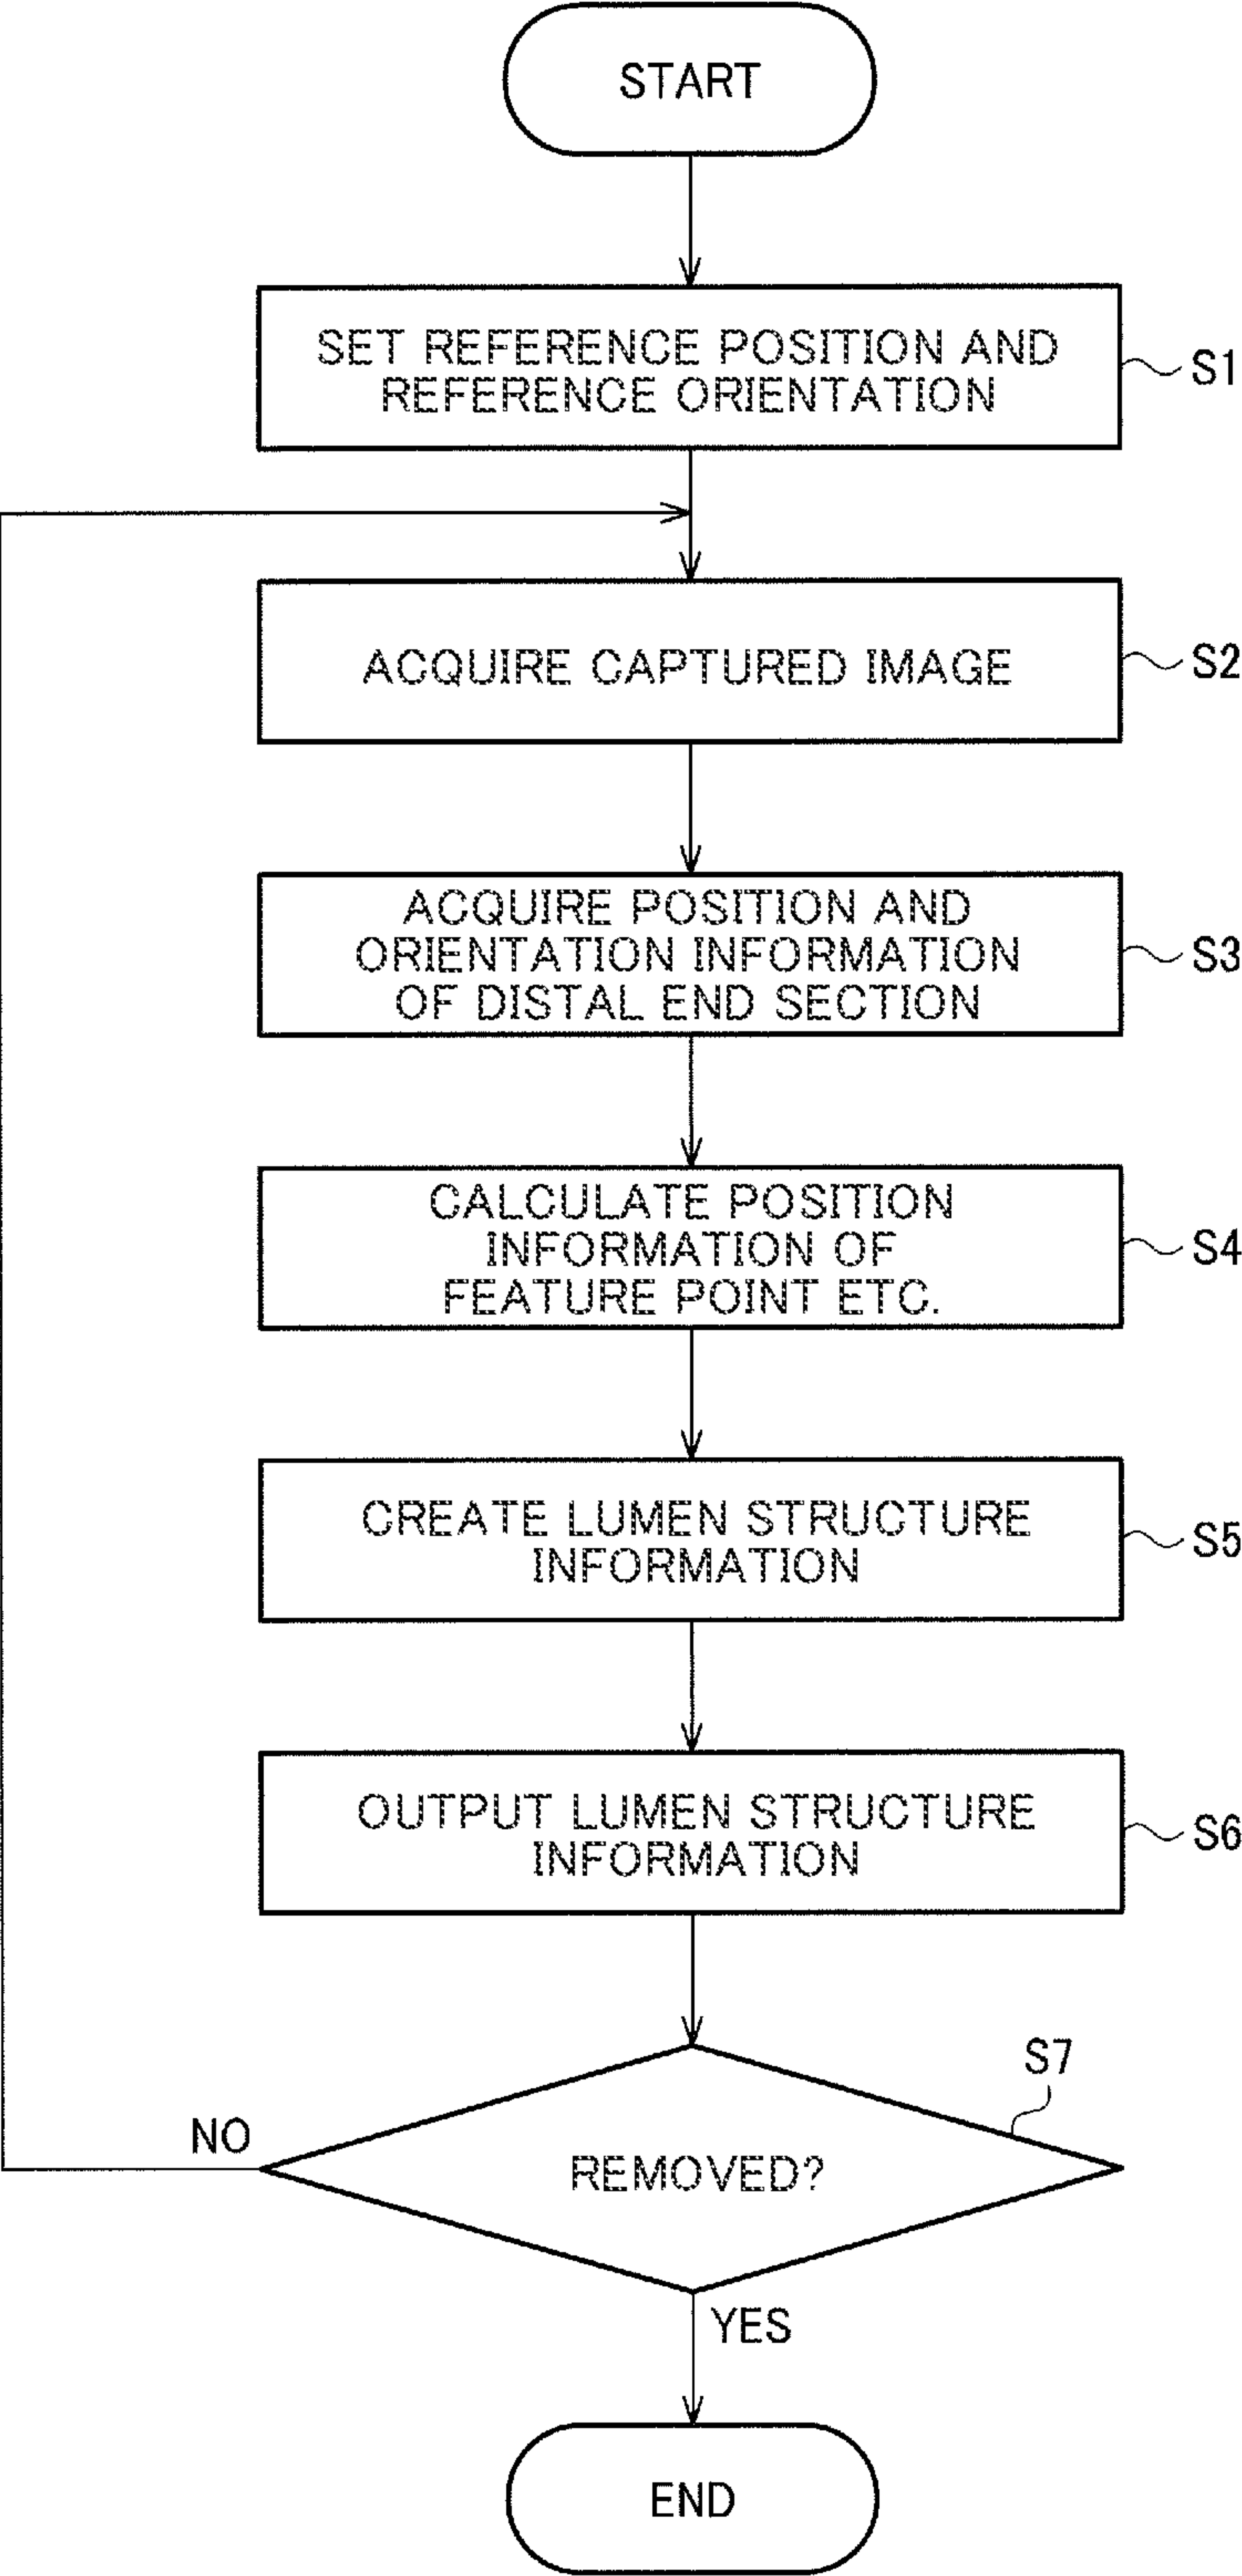 START
SET REFERENCE POSITION AND
REFERENCE ORIENTATION
S1
ACQUIRE CAPTURED IMAGE
S2
ACQUIRE POSITION AND
ORIENTATION INFORMATION
OF DISTAL END SECTION
S3
CALCULATE POSITION
INFORMATION OF
FEATURE POINT ETC.
S4
CREATE LUMEN STRUCTURE
INFORMATION
S5
OUTPUT LUMEN STRUCTURE
INFORMATION
S6
S7
NO
REMOVED?
YES
END